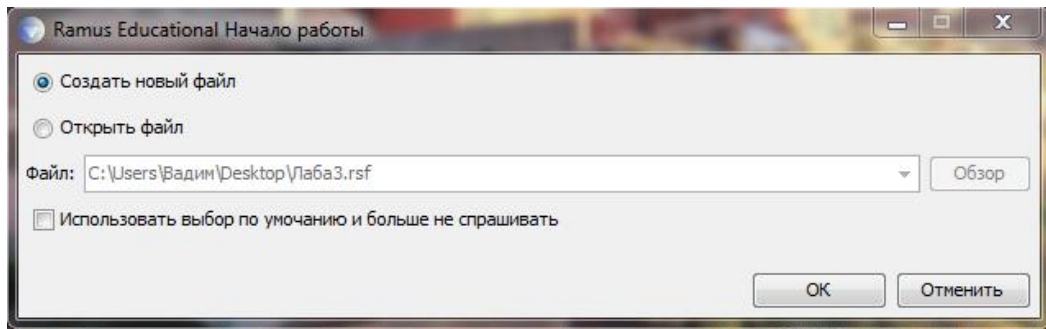 Ramus Educational Начало работы
Создать новый файл
Открыть файл
Файл: C:\Users\Вадим\Desktop\Лаба3.rsf Обзор
Использовать выбор по умочанию и больше не спрашивать
ОК Отменить